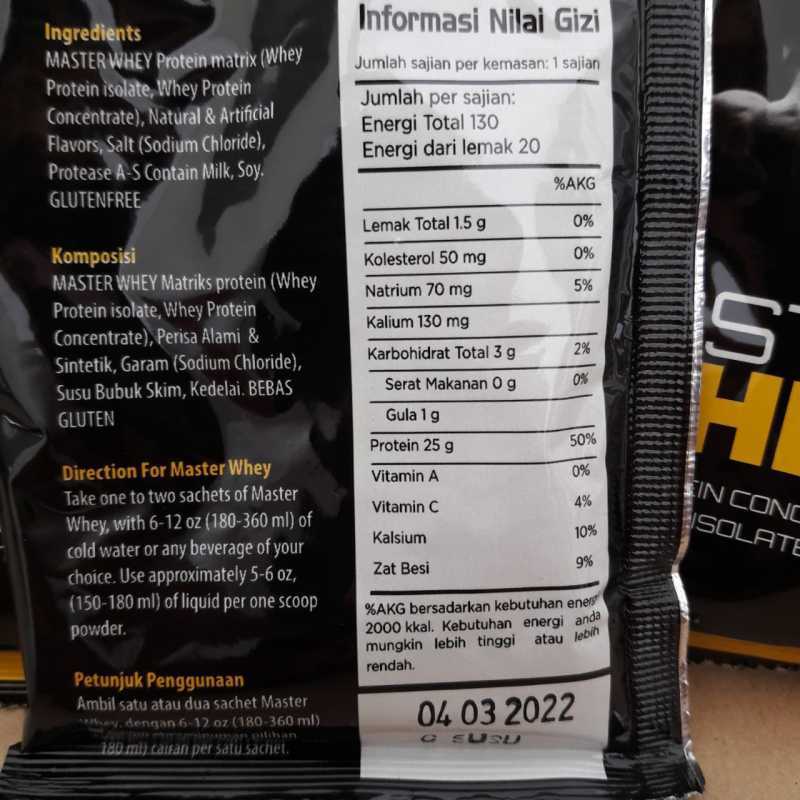 Ingredients
MASTER WHEY Protein matrix (Whey
Protein isolate, Whey Protein
Concentrate), Natural & Artificial
Flavors, Salt (Sodium Chloride),
Protease A-S Contain Milk, Soy.
GLUTENFREE
Komposisi
MASTER WHEY Matriks protein (Whey
Protein isolate, Whey Protein
Concentrate), Perisa Alami &
Sintetik, Garam (Sodium Chloride),
Susu Bubuk Skim, Kedelai. BEBAS
GLUTEN
Direction For Master Whey
Take one to two sachets of Master
Whey, with 6-12 oz (180-360 ml) of
cold water or any beverage of your
choice. Use approximately 5-6 oz,
(150-180 ml) of liquid per one scoop
powder.
Petunjuk Penggunaan
Ambil satu atau dua sachet Master
Whey, dengan 6-12 oz (180-360 ml)
180 ml) cairan per satu sachet.
Informasi Nilai Gizi
Jumlah sajian per kemasan: 1 sajian
Jumlah per sajian:
Energi Total 130
Energi dari lemak 20
%AKG
Lemak Total 1.5 g 0%
Kolesterol 50 mg 0%
Natrium 70 mg 5%
Kalium 130 mg
Karbohidrat Total 3 g 2%
Serat Makanan 0 g 0%
Gula 1 g
Protein 25 g 50%
Vitamin A 0%
Vitamin C 4%
Kalsium 10%
Zat Besi 9%
%AKG bersadarkan kebutuhan energi
2000 kkal. Kebutuhan energi anda
mungkin lebih tinggi atau lebih
rendah.
04 03 2022
ST
HE
EIN CONC
ISOLATE